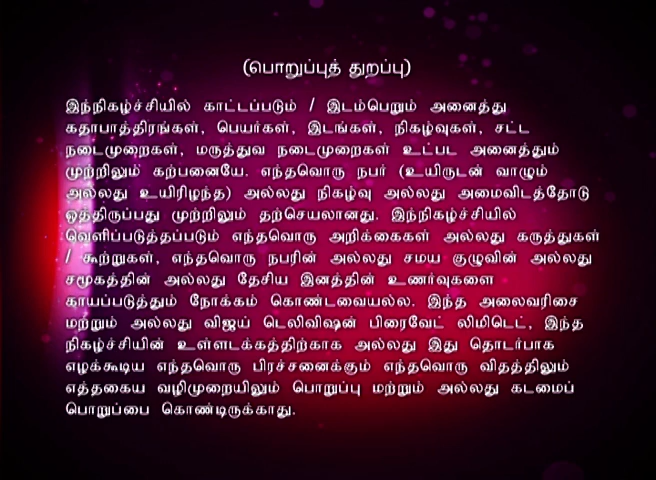 (பொறுப்புத் துறப்பு)
இந்நிகழ்ச்சியில் காட்டப்படும் / இடம்பெறும் அனைத்து
கதாபாத்திரங்கள், பெயர்கள், இடங்கள், நிகழ்வுகள், சட்ட
நடைமுறைகள், மருத்துவ நடைமுறைகள் உட்பட அனைத்தும்
முற்றிலும் கற்பனையே. எந்தவொரு நபர் (உயிருடன் வாழும்
அல்லது உயிரிழந்த) அல்லது நிகழ்வு அல்லது அமைவிடத்தோடு
ஒத்திருப்பது முற்றிலும் தற்செயலானது. இந்நிகழ்ச்சியில்
வெளிப்படுத்தப்படும் எந்தவொரு அறிக்கைகள் அல்லது கருத்துகள்
/ கூற்றுகள், எந்தவொரு நபரின் அல்லது சமய குழுவின் அல்லது
சமூகத்தின் அல்லது தேசிய இனத்தின் உணர்வுகளை
காயப்படுத்தும் நோக்கம் கொண்டவையல்ல. இந்த அலைவரிசை
மற்றும் அல்லது விஜய் டெலிவிஷன் பிரைவேட் லிமிடெட், இந்த
நிகழ்ச்சியின் உள்ளடக்கத்திற்காக அல்லது இது தொடர்பாக
எழக்கூடிய எந்தவொரு பிரச்சனைக்கும் எந்தவொரு விதத்திலும்
எத்தகைய வழிமுறையிலும் பொறுப்பு மற்றும் அல்லது கடமைப்
பொறுப்பை கொண்டிருக்காது.